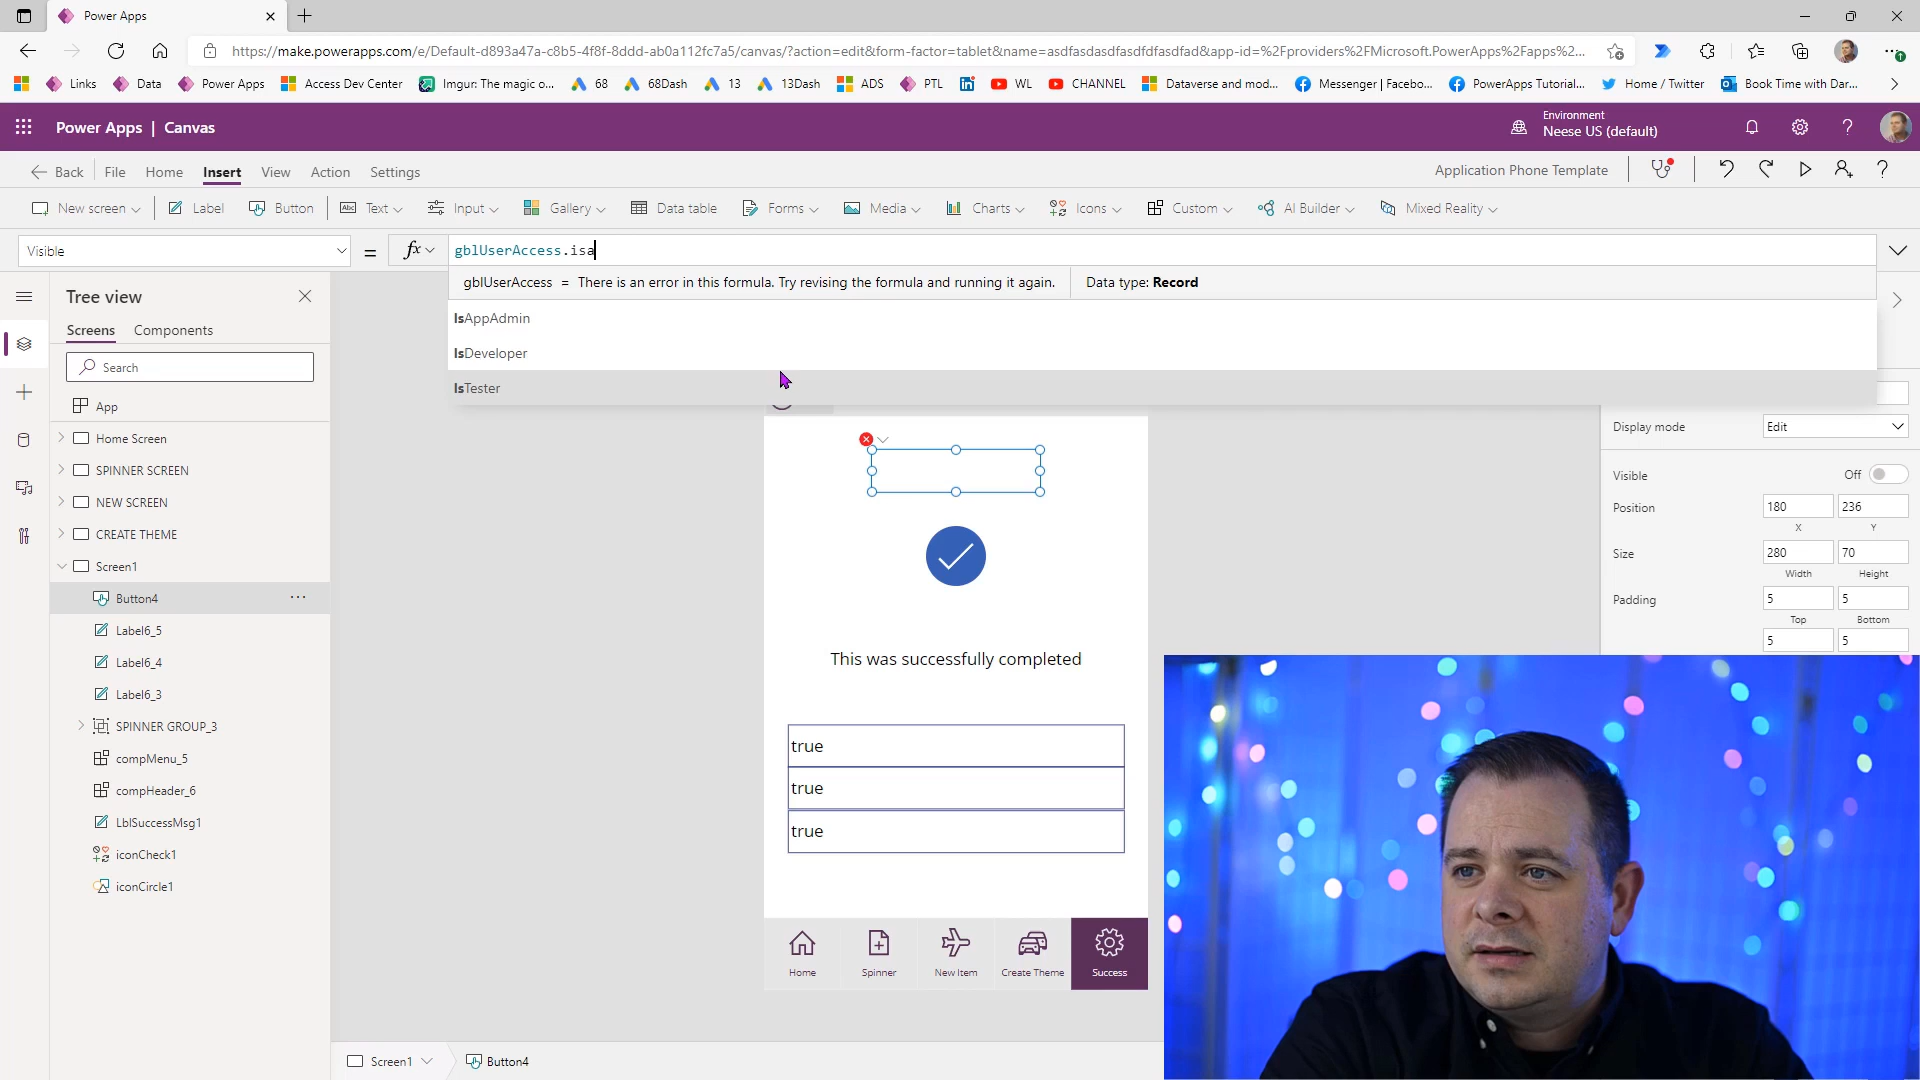 Power Apps
https://make.powerapps.com/e/Default-d893a47a-c8b5-4f8f-8ddd-ab0a112fc7a5/canvas/?action=edit&form-factor=tablet&name=asdfasdasdfasdfdfasdfad&app-id=%2Fproviders%2FMicrosoft.PowerApps%2Fapps%2...
Links Data Power Apps Access Dev Center Imgur: The magic o... 68 68Dash 13 13Dash ADS PTL WL CHANNEL Dataverse and mod... Messenger | Facebo... PowerApps Tutorial... Home / Twitter Book Time with Dar...
Power Apps | Canvas
Environment
Neese US (default)
Back File Home Insert View Action Settings Application Phone Template
New screen Label Button Text Input Gallery Data table Forms Media Charts Icons Custom AI Builder Mixed Reality
Visible = fx gblUserAccess.isa
gblUserAccess = There is an error in this formula. Try revising the formula and running it again. Data type: Record
IsAppAdmin
IsDeveloper
IsTester
Tree view
Screens Components
Search
App
Home Screen
SPINNER SCREEN
NEW SCREEN
CREATE THEME
Screen1
Button4
Label6_5
Label6_4
Label6_3
SPINNER GROUP_3
compMenu_5
compHeader_6
LblSuccessMsg1
iconCheck1
iconCircle1
This was successfully completed
true
true
true
Home Spinner New Item Create Theme Success
Display mode Edit
Visible Off
Position 180 236
X Y
Size 280 70
Width Height
Padding 5 5
Top Bottom
5 5
Screen1 Button4